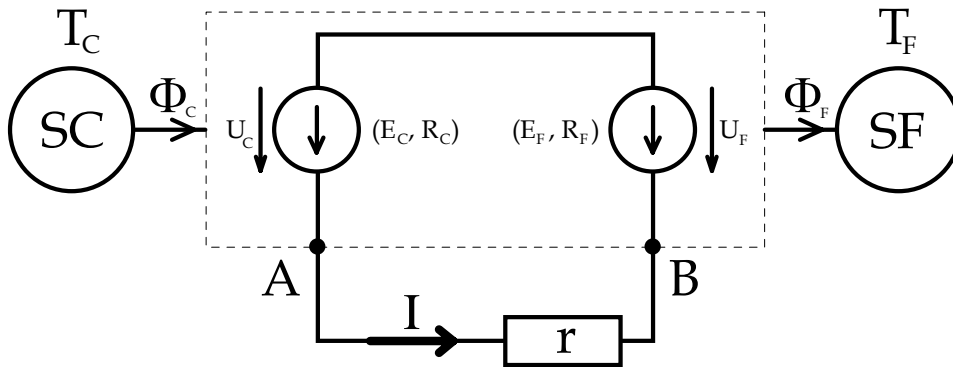 T_C
T_F
SC
Φ_C
U_C
(E_C, R_C)
(E_F, R_F)
U_F
Φ_F
SF
A
B
I
r